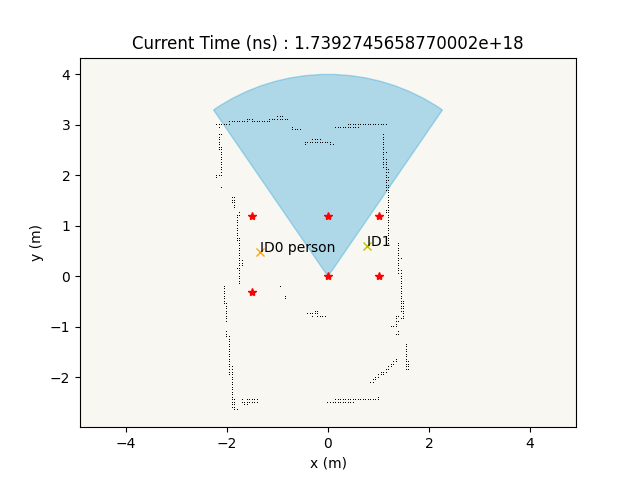 Current Time (ns) : 1.7392745658770002e+18
4
3
2
1
0
−1
−2
y (m)
ID0 person
ID1
−4
−2
0
2
4
x (m)